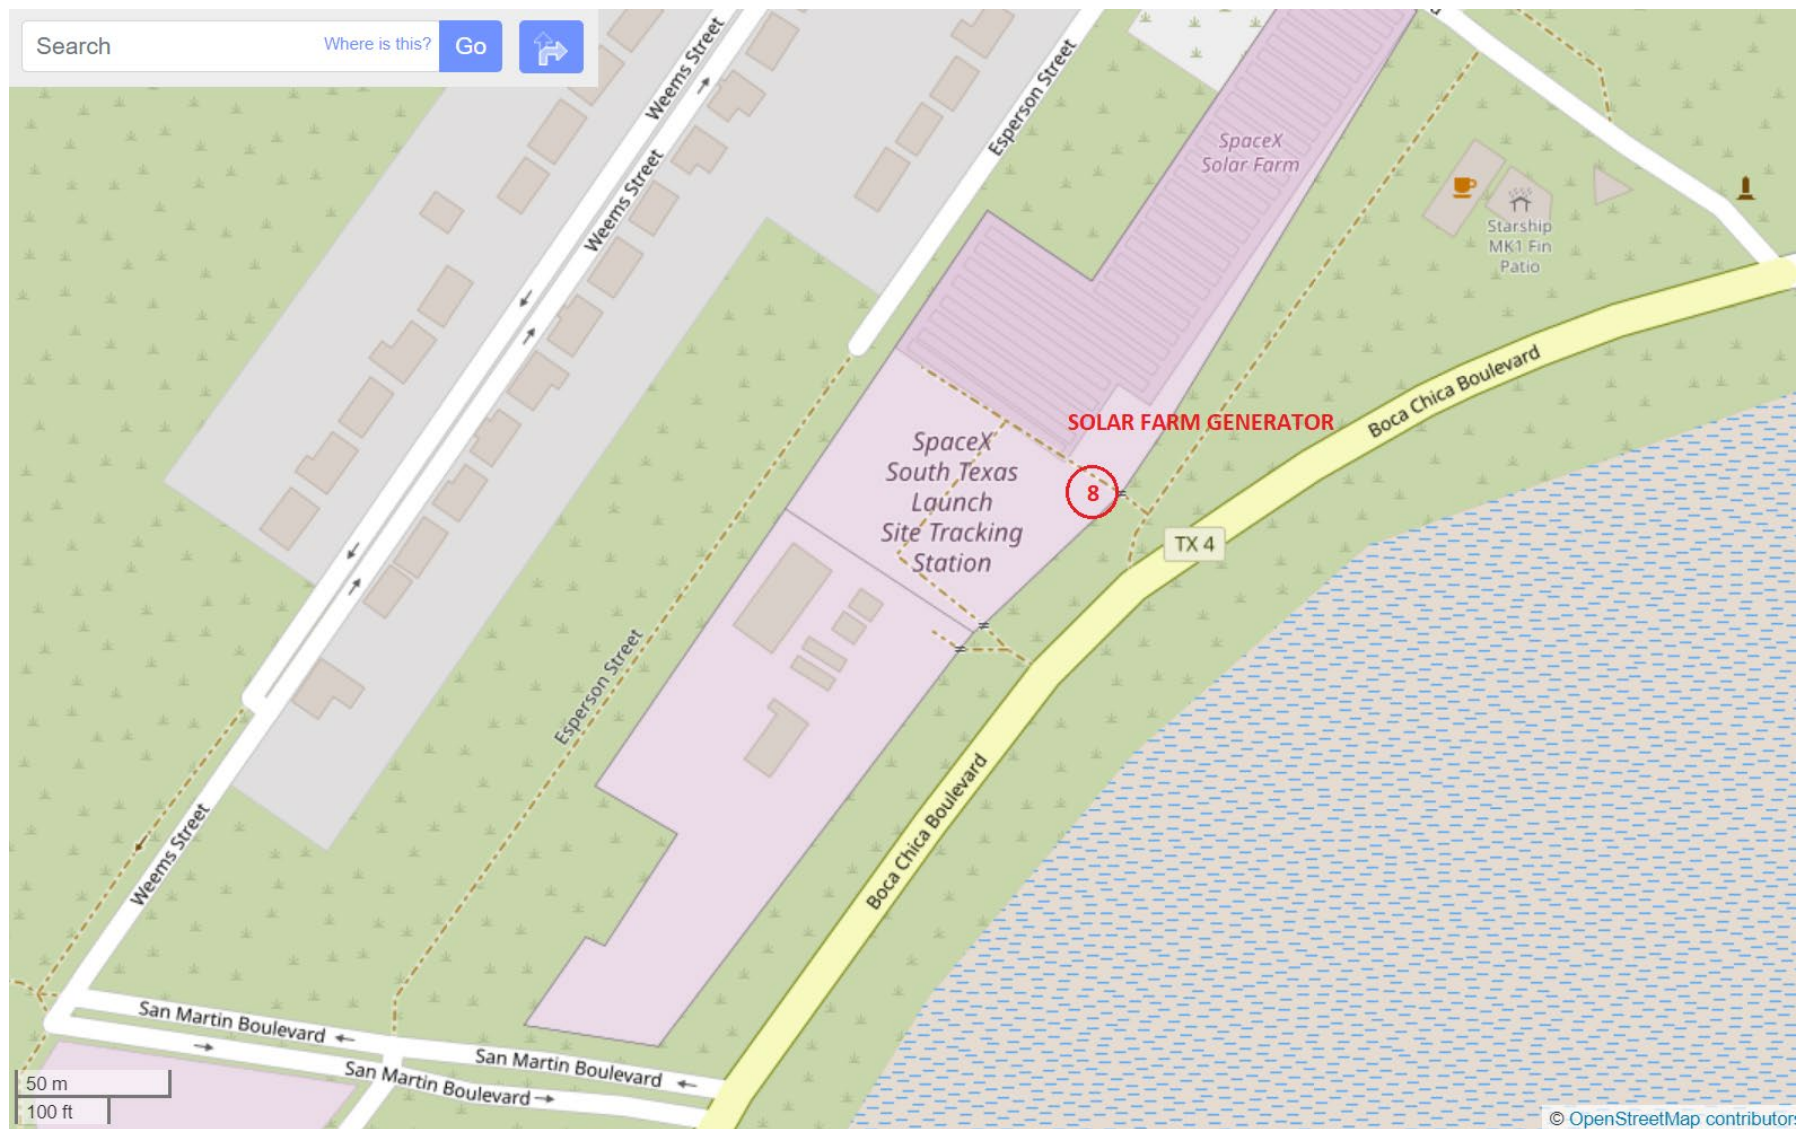 Search
Where is this?
Go
Weems Street
Esperson Street
SpaceX
Solar Farm
Weems Street
Starship
MK1 Fin
Patio
Boca Chica Boulevard
SOLAR FARM GENERATOR
SpaceX
South Texas
Launch
Site Tracking
Station
8
TX 4
Esperson Street
Boca Chica Boulevard
Weems Street
San Martin Boulevard
San Martin Boulevard
San Martin Boulevard
50 m
100 ft
© OpenStreetMap contributors